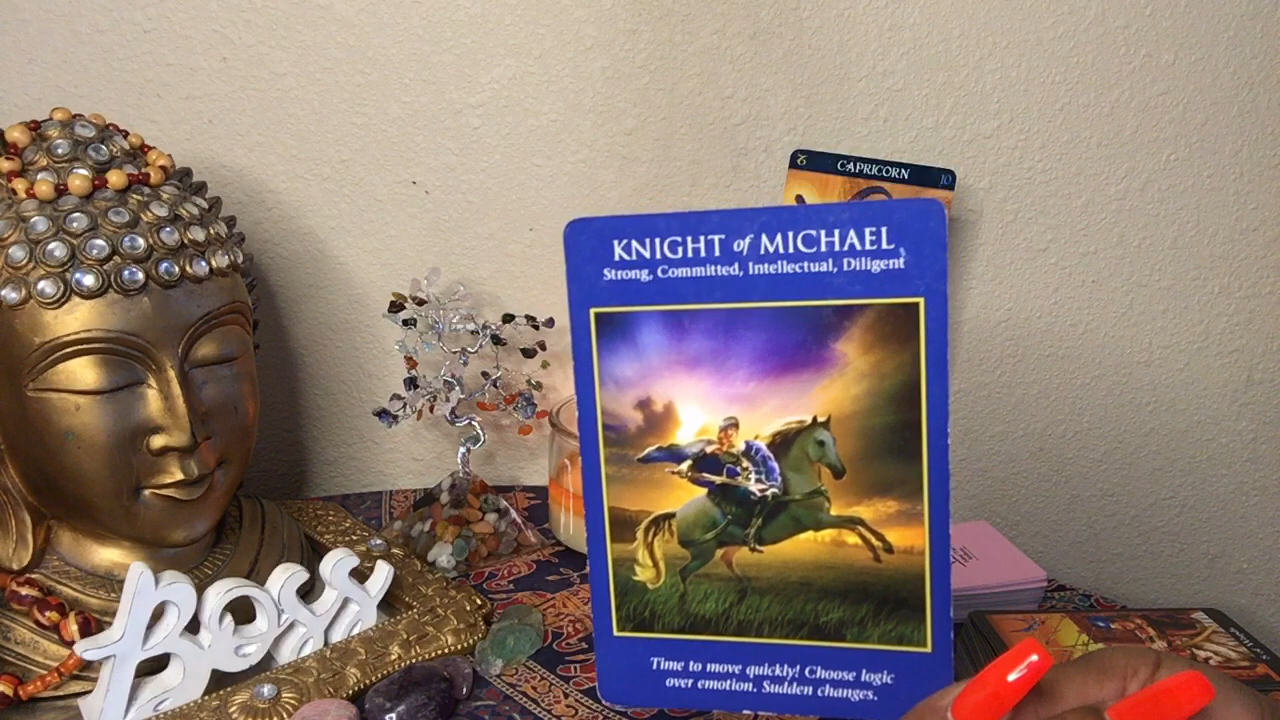 ♑ CAPRICORN 10
KNIGHT of MICHAEL
Strong, Committed, Intellectual, Diligent
Boss
Time to move quickly! Choose logic
over emotion. Sudden changes.